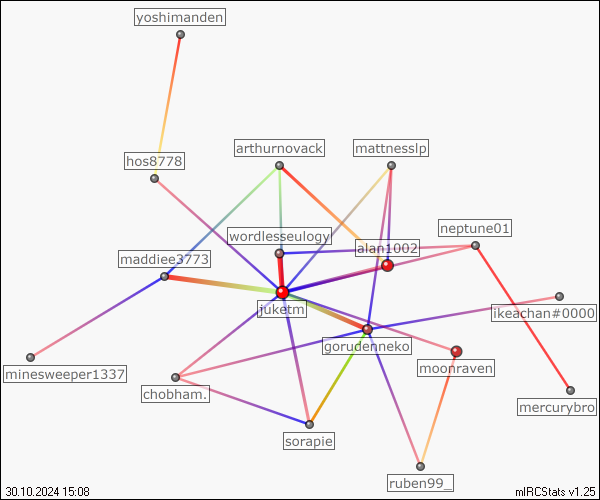 yoshimanden
arthurnovack
mattnesslp
hos8778
wordlesseulogy
neptune01
alan1002
maddiee3773
juketm
ikeachan#0000
gorudenneko
moonraven
minesweeper1337
chobham.
mercurybro
sorapie
ruben99_
30.10.2024 15:08
mIRCStats v1.25